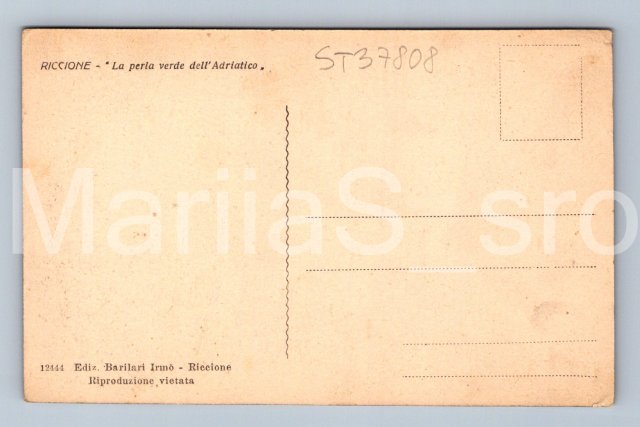 RICCIONE - "La perla verde dell'Adriatico„
ST37808
MariiaS sro
12444 Ediz. Barilari Irmò - Riccione
Riproduzione vietata